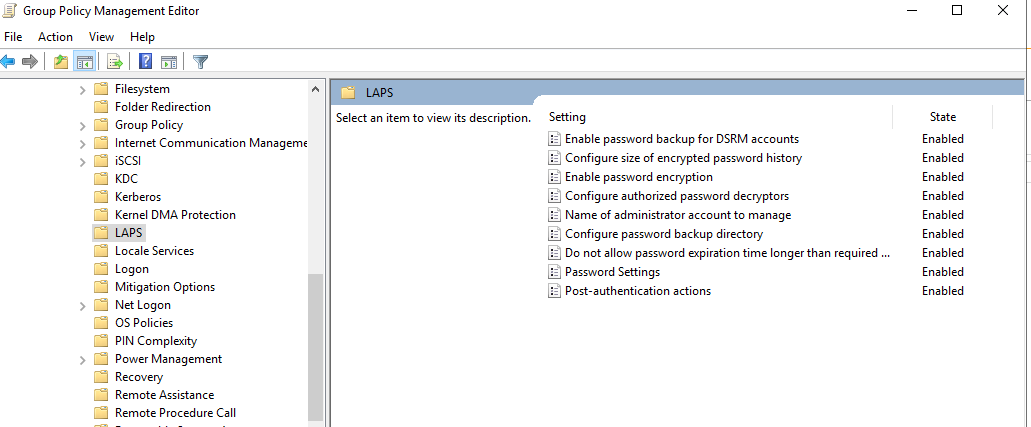 Group Policy Management Editor
File Action View Help
Filesystem
Folder Redirection
Group Policy
Internet Communication Manageme
iSCSI
KDC
Kerberos
Kernel DMA Protection
LAPS
Locale Services
Logon
Mitigation Options
Net Logon
OS Policies
PIN Complexity
Power Management
Recovery
Remote Assistance
Remote Procedure Call
LAPS
Select an item to view its description.
Setting State
Enable password backup for DSRM accounts Enabled
Configure size of encrypted password history Enabled
Enable password encryption Enabled
Configure authorized password decryptors Enabled
Name of administrator account to manage Enabled
Configure password backup directory Enabled
Do not allow password expiration time longer than required ... Enabled
Password Settings Enabled
Post-authentication actions Enabled